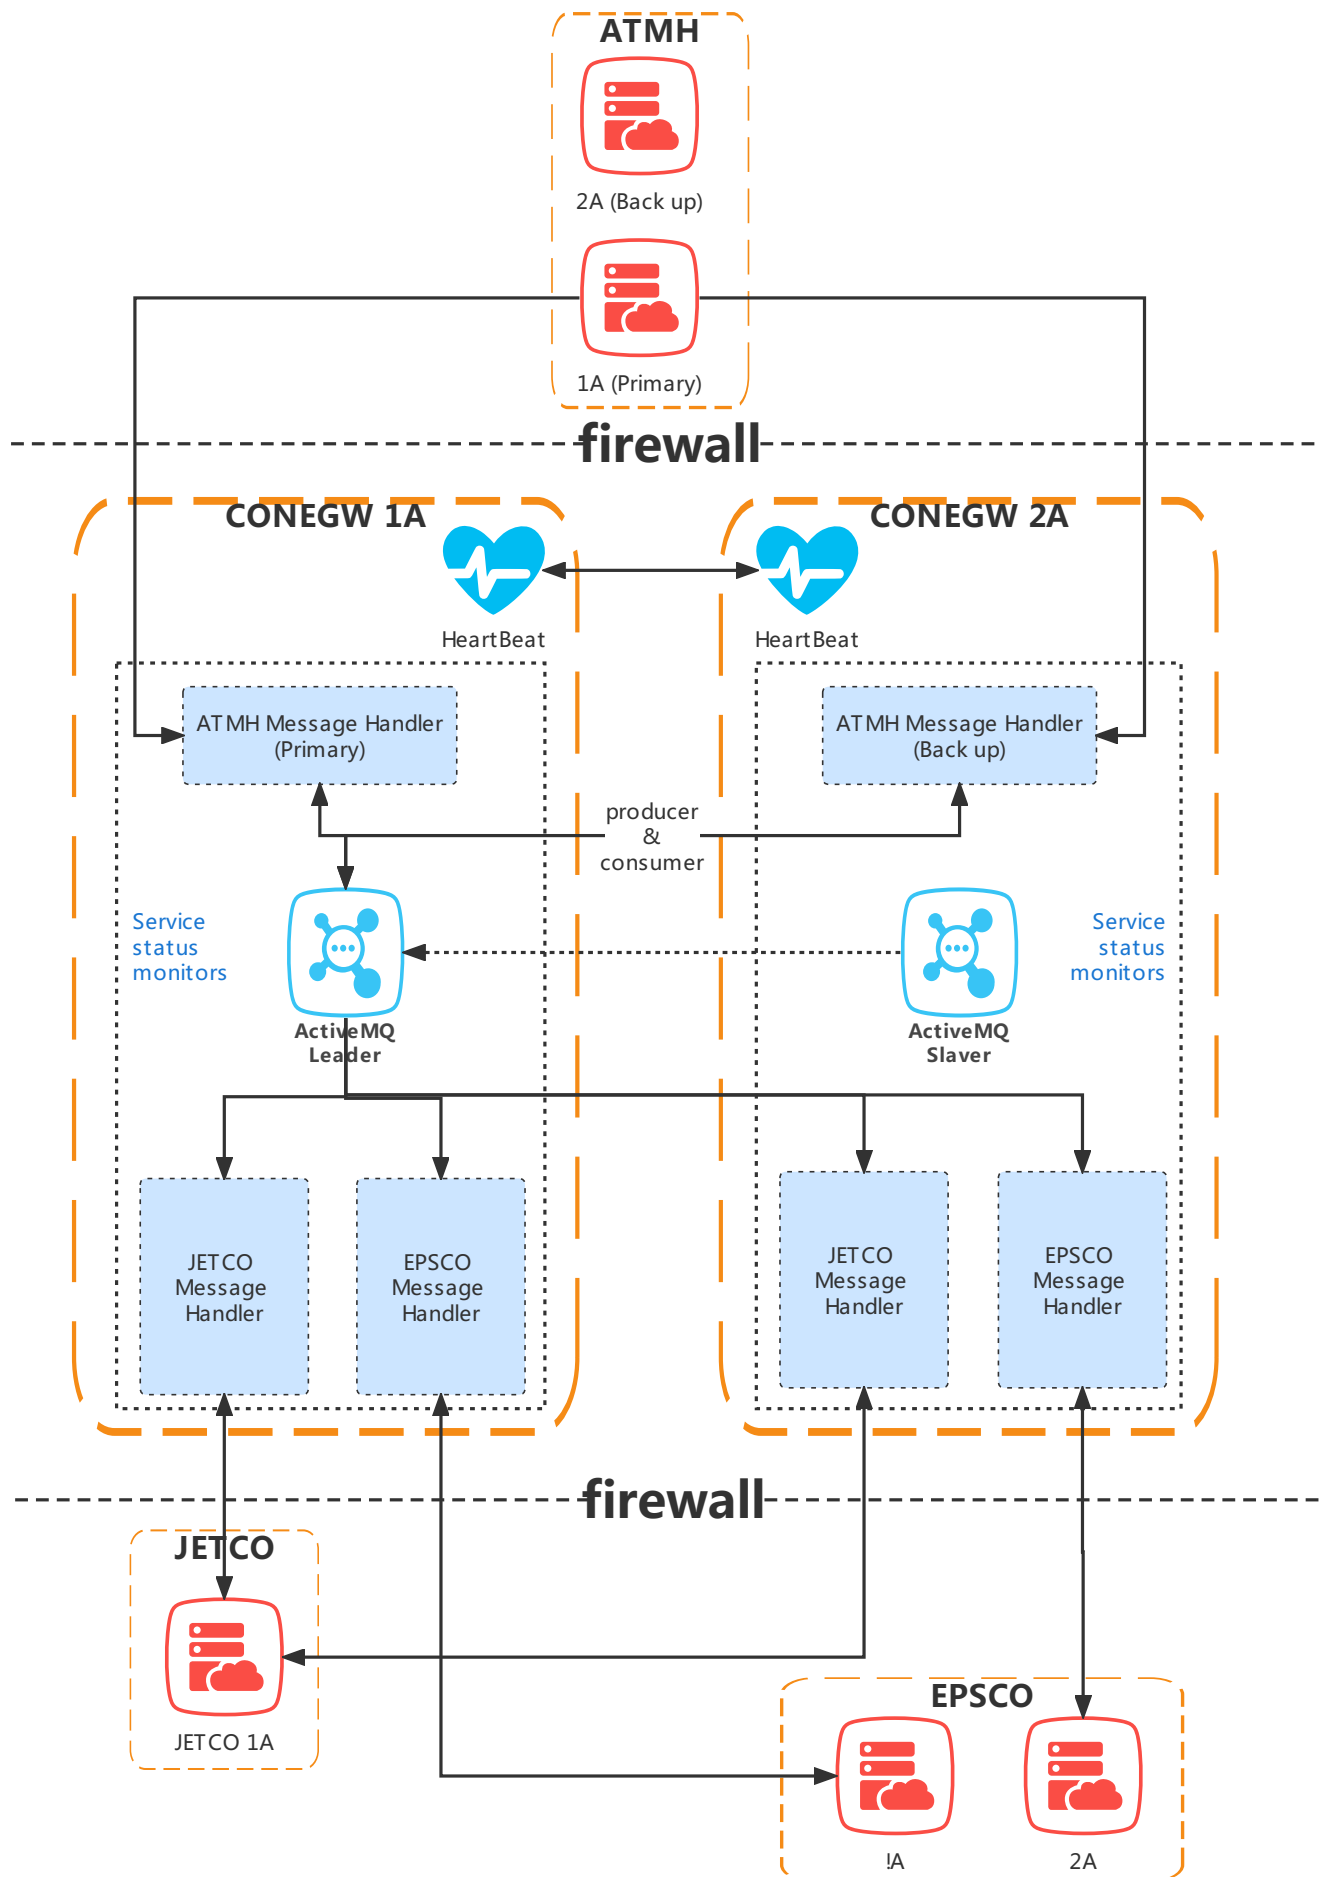 ATMH
2A (Back up)
1A (Primary)
firewall
CONEGW 1A
CONEGW 2A
HeartBeat
HeartBeat
ATMH Message Handler
(Primary)
ATMH Message Handler
(Back up)
producer
&
consumer
Service
status
monitors
Service
status
monitors
ActiveMQ
Leader
ActiveMQ
Slaver
JETCO
Message
Handler
EPSCO
Message
Handler
JETCO
Message
Handler
EPSCO
Message
Handler
firewall
JETCO
JETCO 1A
EPSCO
!A
2A